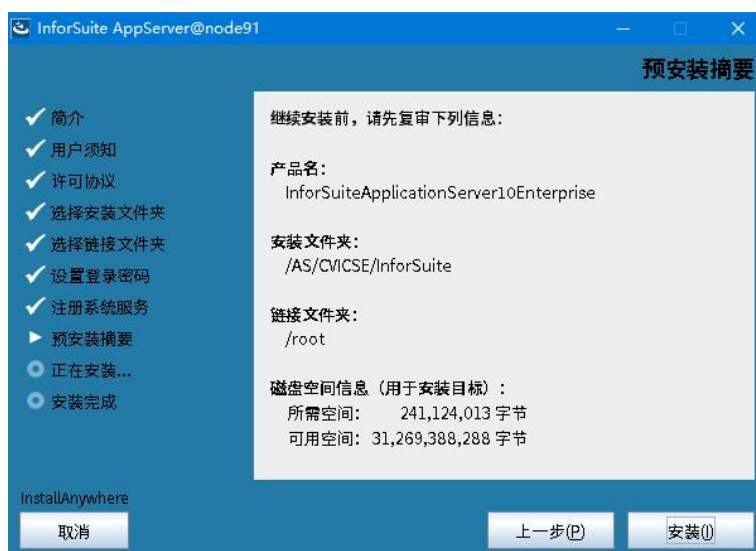 InforSuite AppServer@node91
预安装摘要
简介
用户须知
许可协议
选择安装文件夹
选择链接文件夹
设置登录密码
注册系统服务
预安装摘要
正在安装...
安装完成
继续安装前，请先复审下列信息：
产品名：
InforSuiteApplicationServer10Enterprise
安装文件夹：
/AS/CVICSE/InforSuite
链接文件夹：
/root
磁盘空间信息（用于安装目标）：
所需空间： 241,124,013 字节
可用空间： 31,269,388,288 字节
InstallAnywhere
取消
上一步(P)
安装(I)